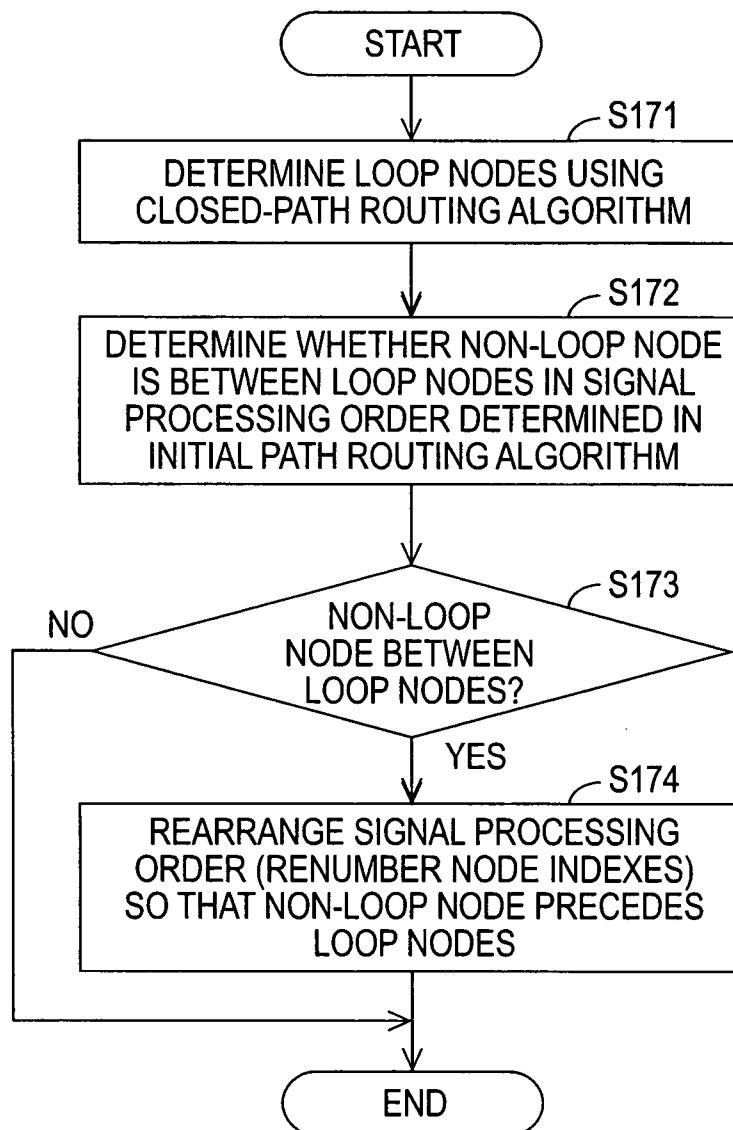 START
S171
DETERMINE LOOP NODES USING
CLOSED-PATH ROUTING ALGORITHM
S172
DETERMINE WHETHER NON-LOOP NODE
IS BETWEEN LOOP NODES IN SIGNAL
PROCESSING ORDER DETERMINED IN
INITIAL PATH ROUTING ALGORITHM
S173
NO
NON-LOOP
NODE BETWEEN
LOOP NODES?
YES
S174
REARRANGE SIGNAL PROCESSING
ORDER (RENUMBER NODE INDEXES)
SO THAT NON-LOOP NODE PRECEDES
LOOP NODES
END